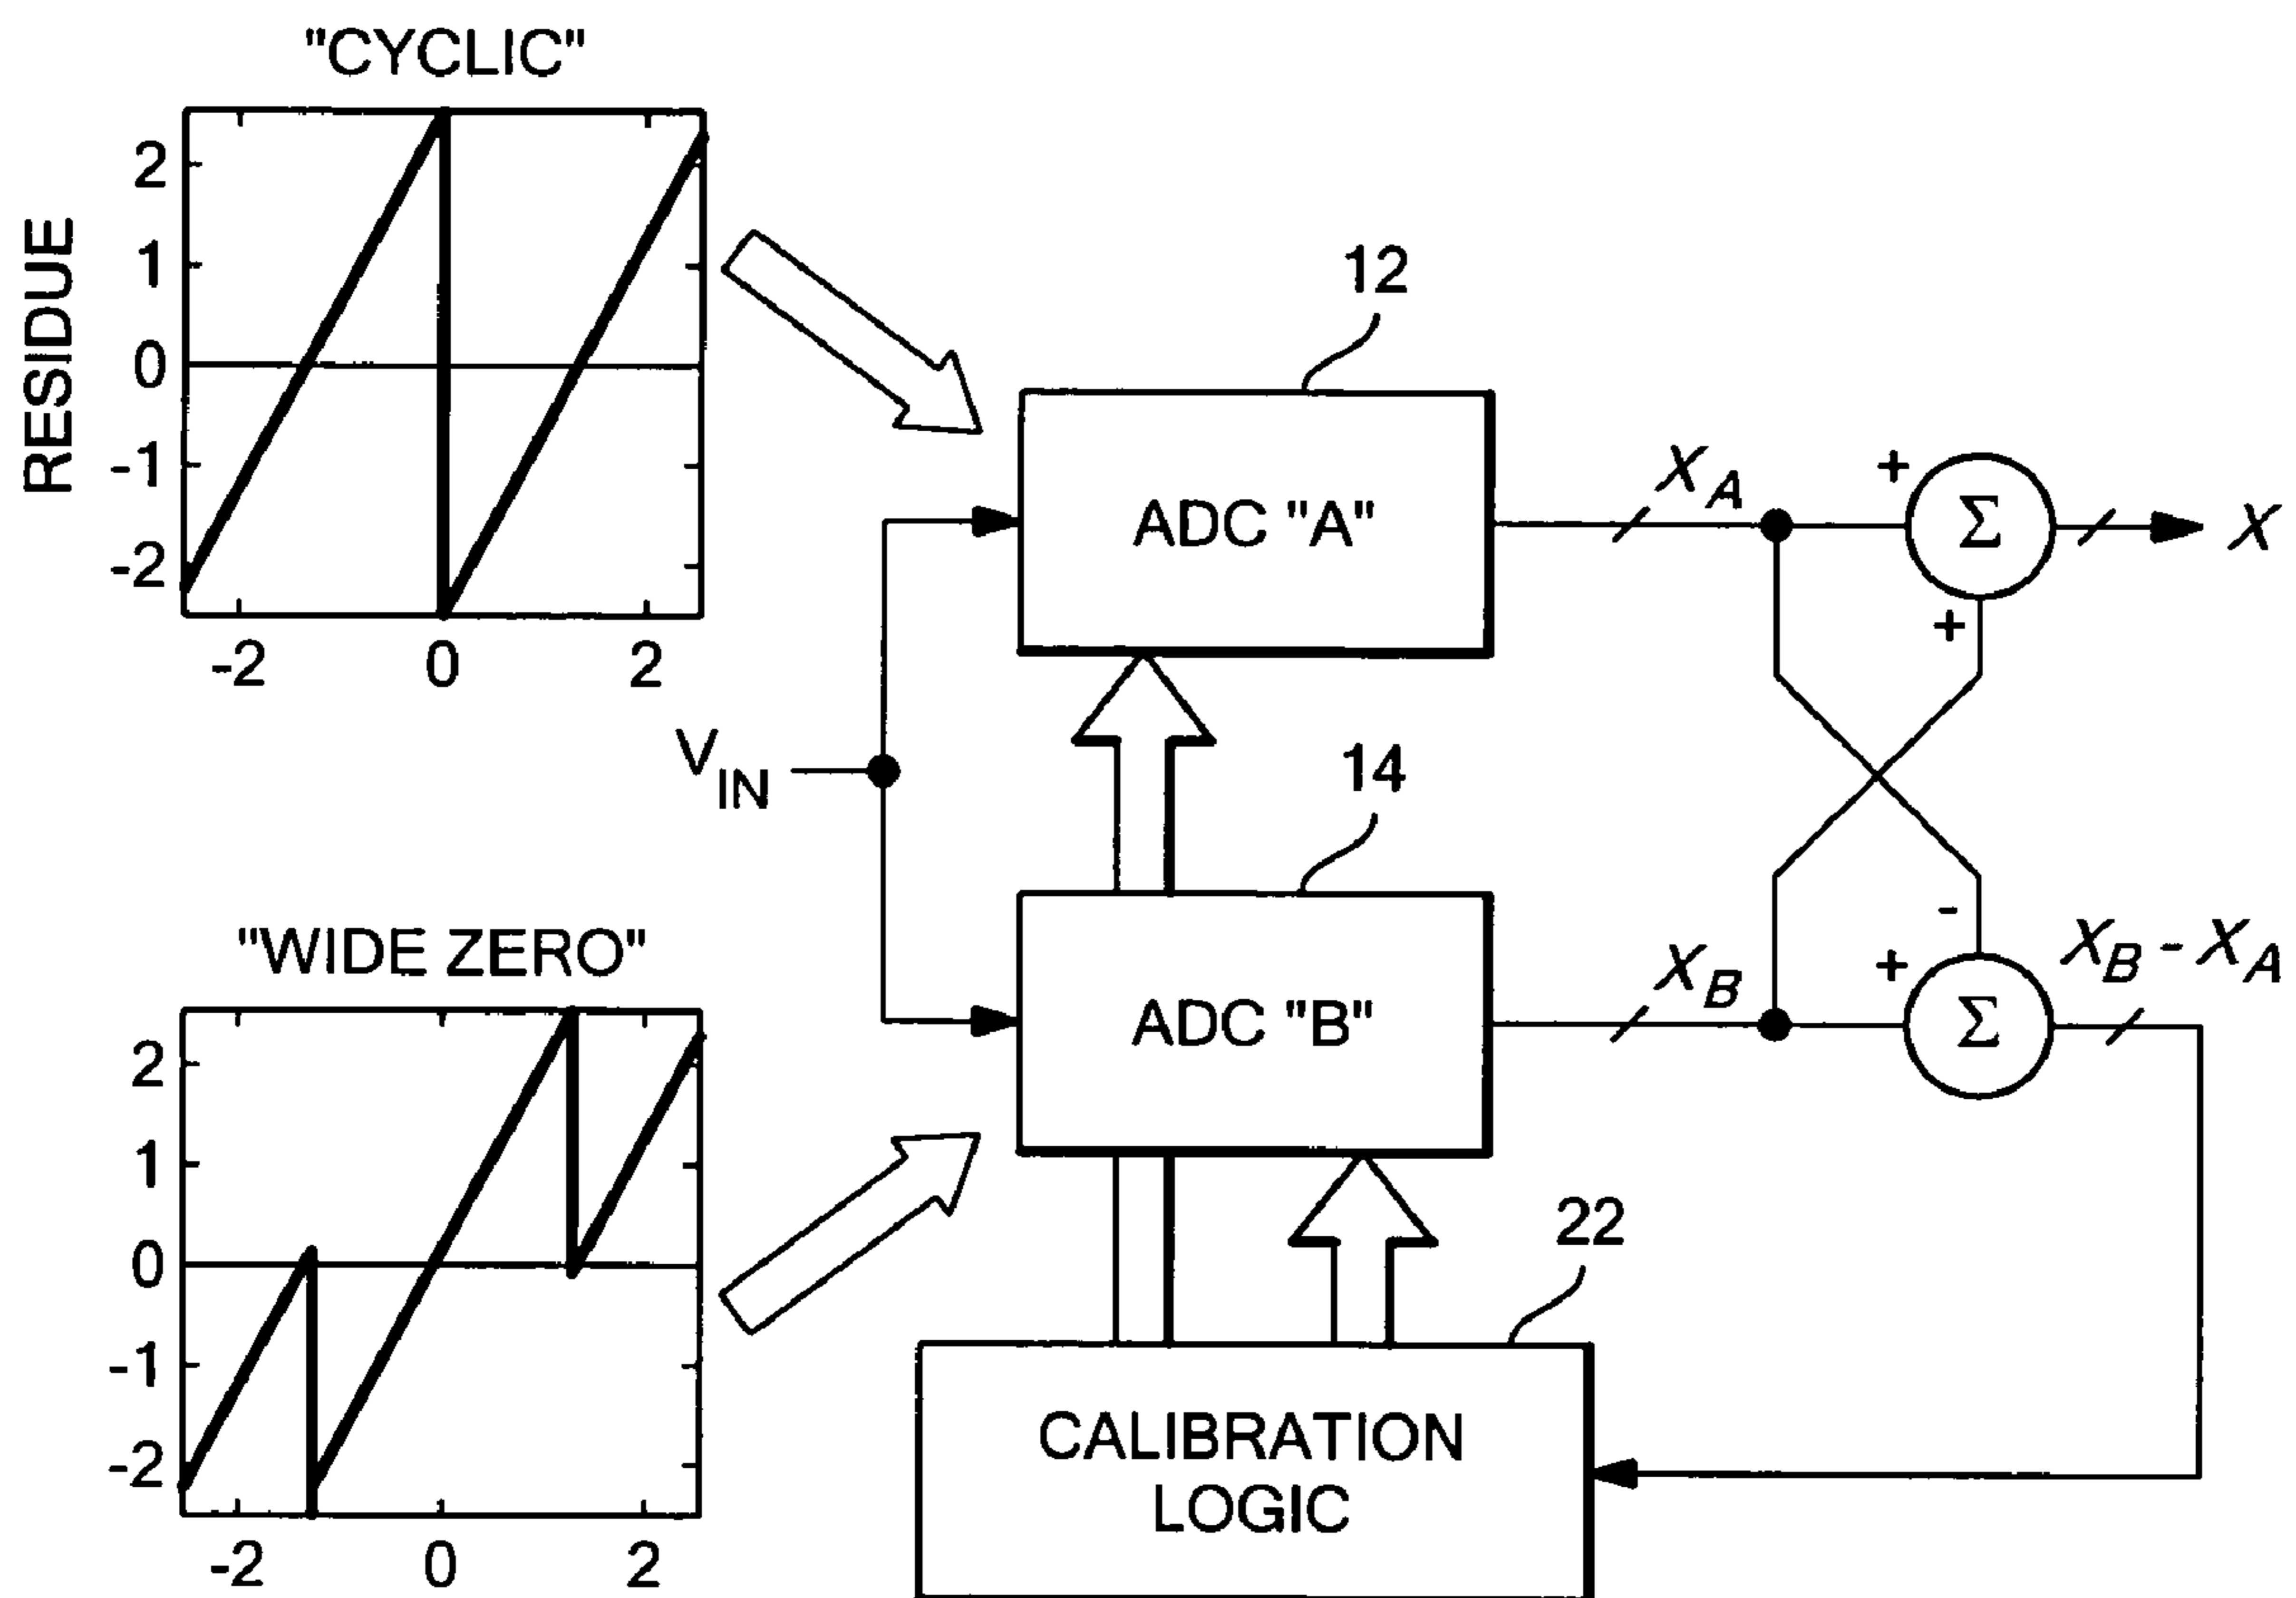 "CYCLIC"
RESIDUE
2
1
0
-1
-2
-2 0 2
12
ADC "A"
X_A
+
+
Σ
X
V_IN
14
ADC "B"
X_B
+
-
Σ
X_B - X_A
"WIDE ZERO"
2
1
0
-1
-2
-2 0 2
22
CALIBRATION
LOGIC